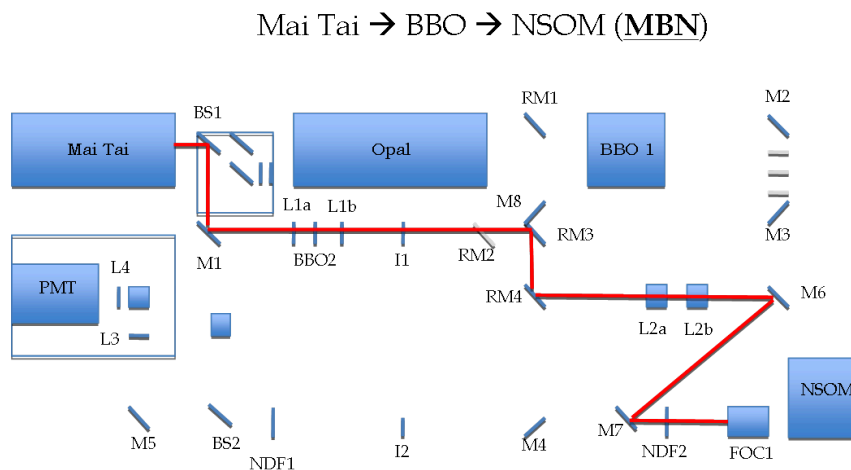 Mai Tai → BBO → NSOM (MBN)
RM1
M2
BS1
Mai Tai
Opal
BBO 1
L1a
L1b
M8
M1
BBO2
I1
RM2
RM3
M3
L4
PMT
RM4
M6
L3
L2a
L2b
NSOM
M5
BS2
NDF1
I2
M4
M7
NDF2
FOC1